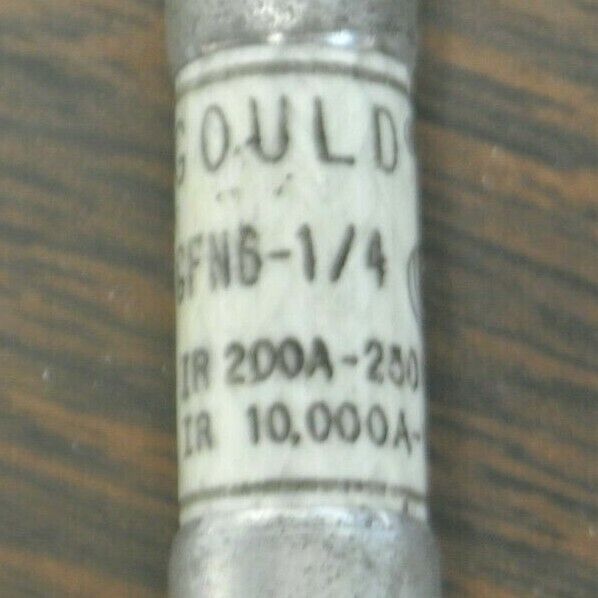 GOULD
GFN6-1/4
IR 200A-250
IR 10,000A-